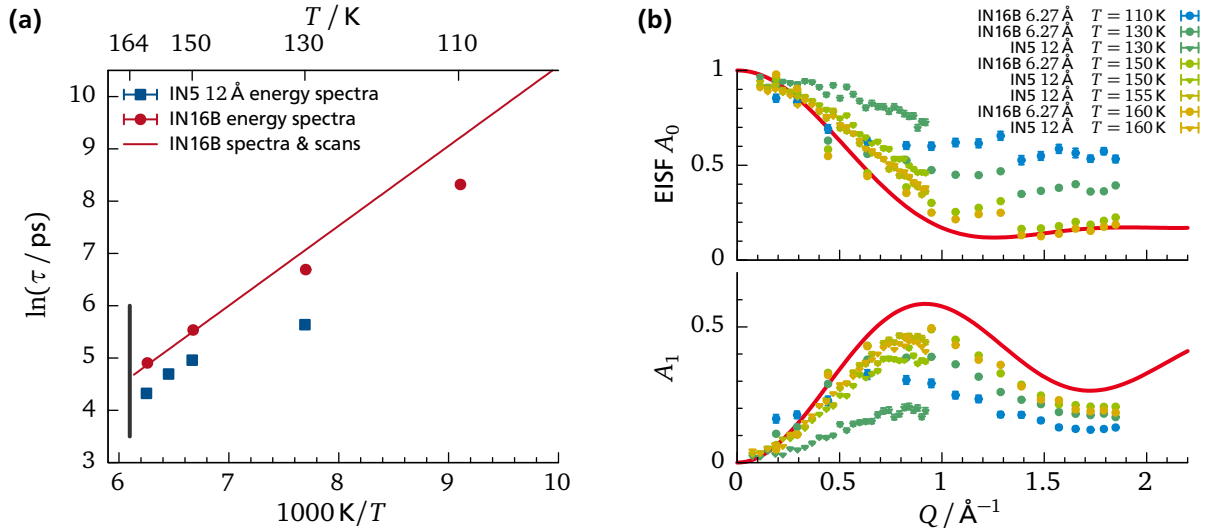 (a)
T / K
164 150 130 110
10
9
8
7
6
5
4
3
ln(τ / ps)
IN5 12 Å energy spectra
IN16B energy spectra
IN16B spectra & scans
6 7 8 9 10
1000 K/T
(b)
IN16B 6.27 Å T = 110 K
IN16B 6.27 Å T = 130 K
IN5 12 Å T = 130 K
IN16B 6.27 Å T = 150 K
IN5 12 Å T = 150 K
IN5 12 Å T = 155 K
IN16B 6.27 Å T = 160 K
IN5 12 Å T = 160 K
1
0.5
0
EISF A₀
0.5
0
A₁
0 0.5 1 1.5 2
Q / Å⁻¹